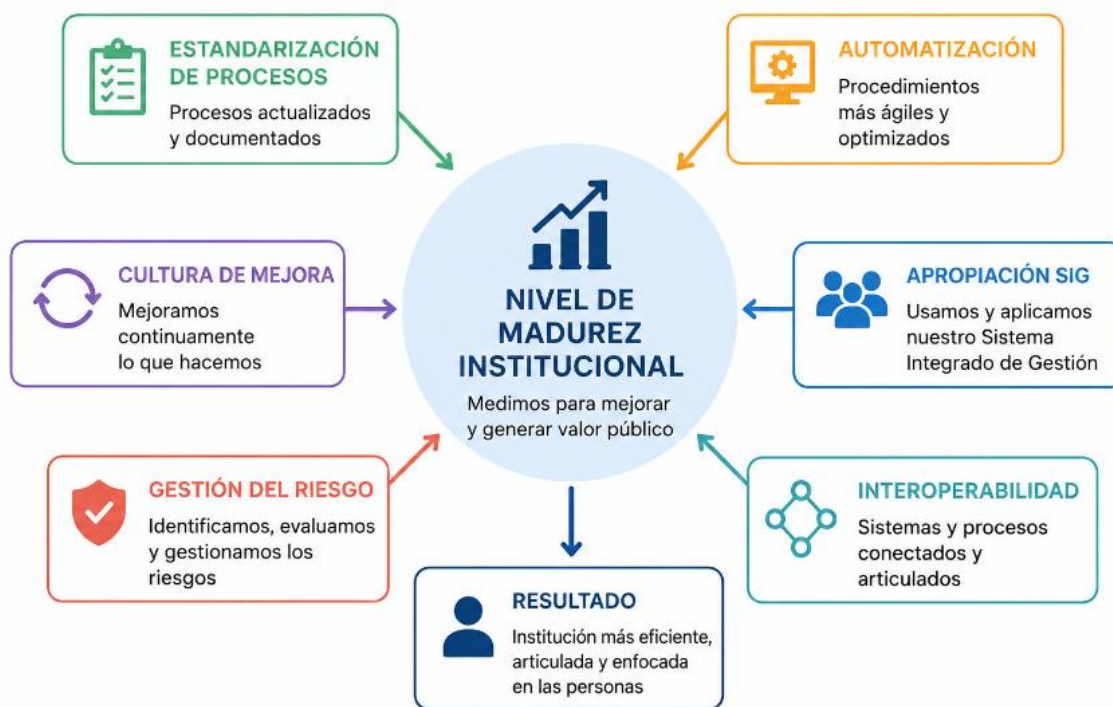 ESTANDARIZACIÓN
DE PROCESOS
Procesos actualizados
y documentados
AUTOMATIZACIÓN
Procedimientos
más ágiles y
optimizados
CULTURA DE MEJORA
Mejoramos
continuamente
lo que hacemos
NIVEL DE
MADUREZ
INSTITUCIONAL
Medimos para mejorar
y generar valor público
APROPIACIÓN SIG
Usamos y aplicamos
nuestro Sistema
Integrado de Gestión
GESTIÓN DEL RIESGO
Identificamos, evaluamos
y gestionamos los
riesgos
INTEROPERABILIDAD
Sistemas y procesos
conectados y
articulados
RESULTADO
Institución más eficiente,
articulada y enfocada
en las personas